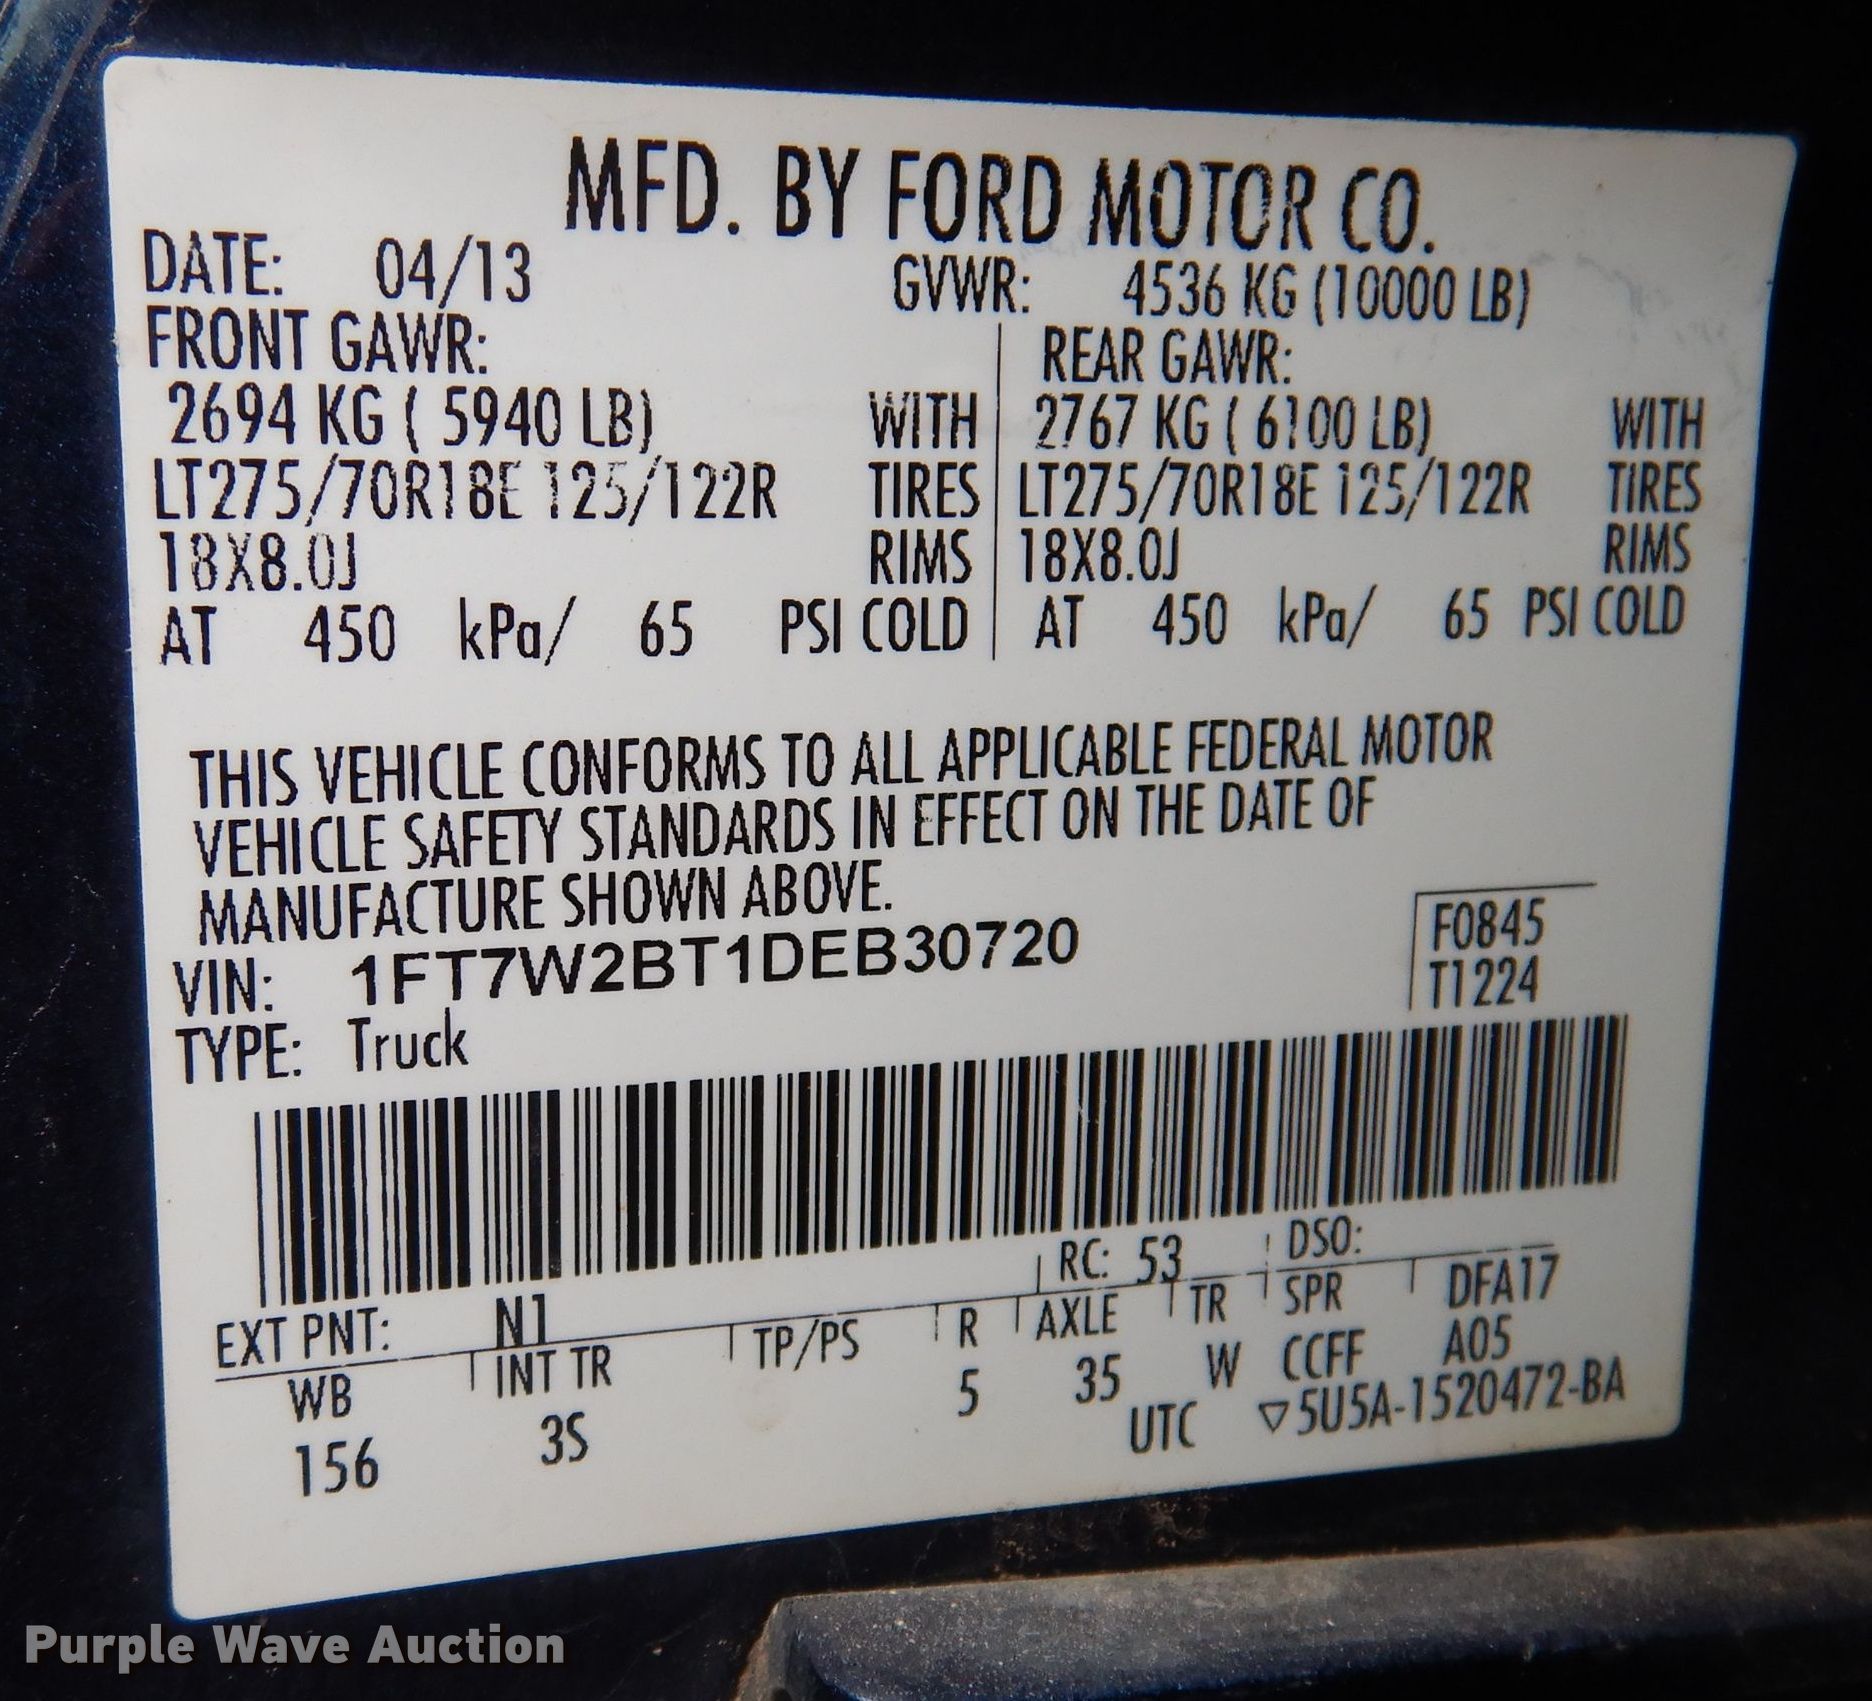 MFD. BY FORD MOTOR CO.
DATE: 04/13 GVWR: 4536 KG (10000 LB)
FRONT GAWR: REAR GAWR:
2694 KG ( 5940 LB) WITH 2767 KG ( 6100 LB) WITH
LT275/70R18E 125/122R TIRES LT275/70R18E 125/122R TIRES
18X8.0J RIMS 18X8.0J RIMS
AT 450 kPa/ 65 PSI COLD AT 450 kPa/ 65 PSI COLD
THIS VEHICLE CONFORMS TO ALL APPLICABLE FEDERAL MOTOR
VEHICLE SAFETY STANDARDS IN EFFECT ON THE DATE OF
MANUFACTURE SHOWN ABOVE.
VIN: 1FT7W2BT1DEB30720
TYPE: Truck
F0845
T1224
EXT PNT: N1 RC: 53 DSO:
WB INT TR TP/PS R AXLE TR SPR DFA17
156 3S 5 35 W CCFF A05
UTC ▽5U5A-1520472-BA
Purple Wave Auction